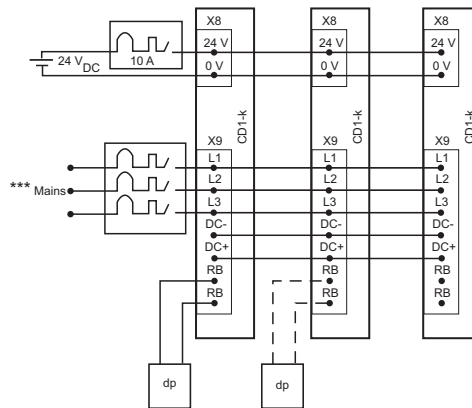 X8 X8 X8
24 V 24 V 24 V
24 V DC 10 A 0 V 0 V 0 V
CD1-k CD1-k CD1-k
X9 X9 X9
L1 L1 L1
L2 L2 L2
*** Mains
L3 L3 L3
DC- DC- DC-
DC+ DC+ DC+
RB RB RB
RB RB RB
dp dp